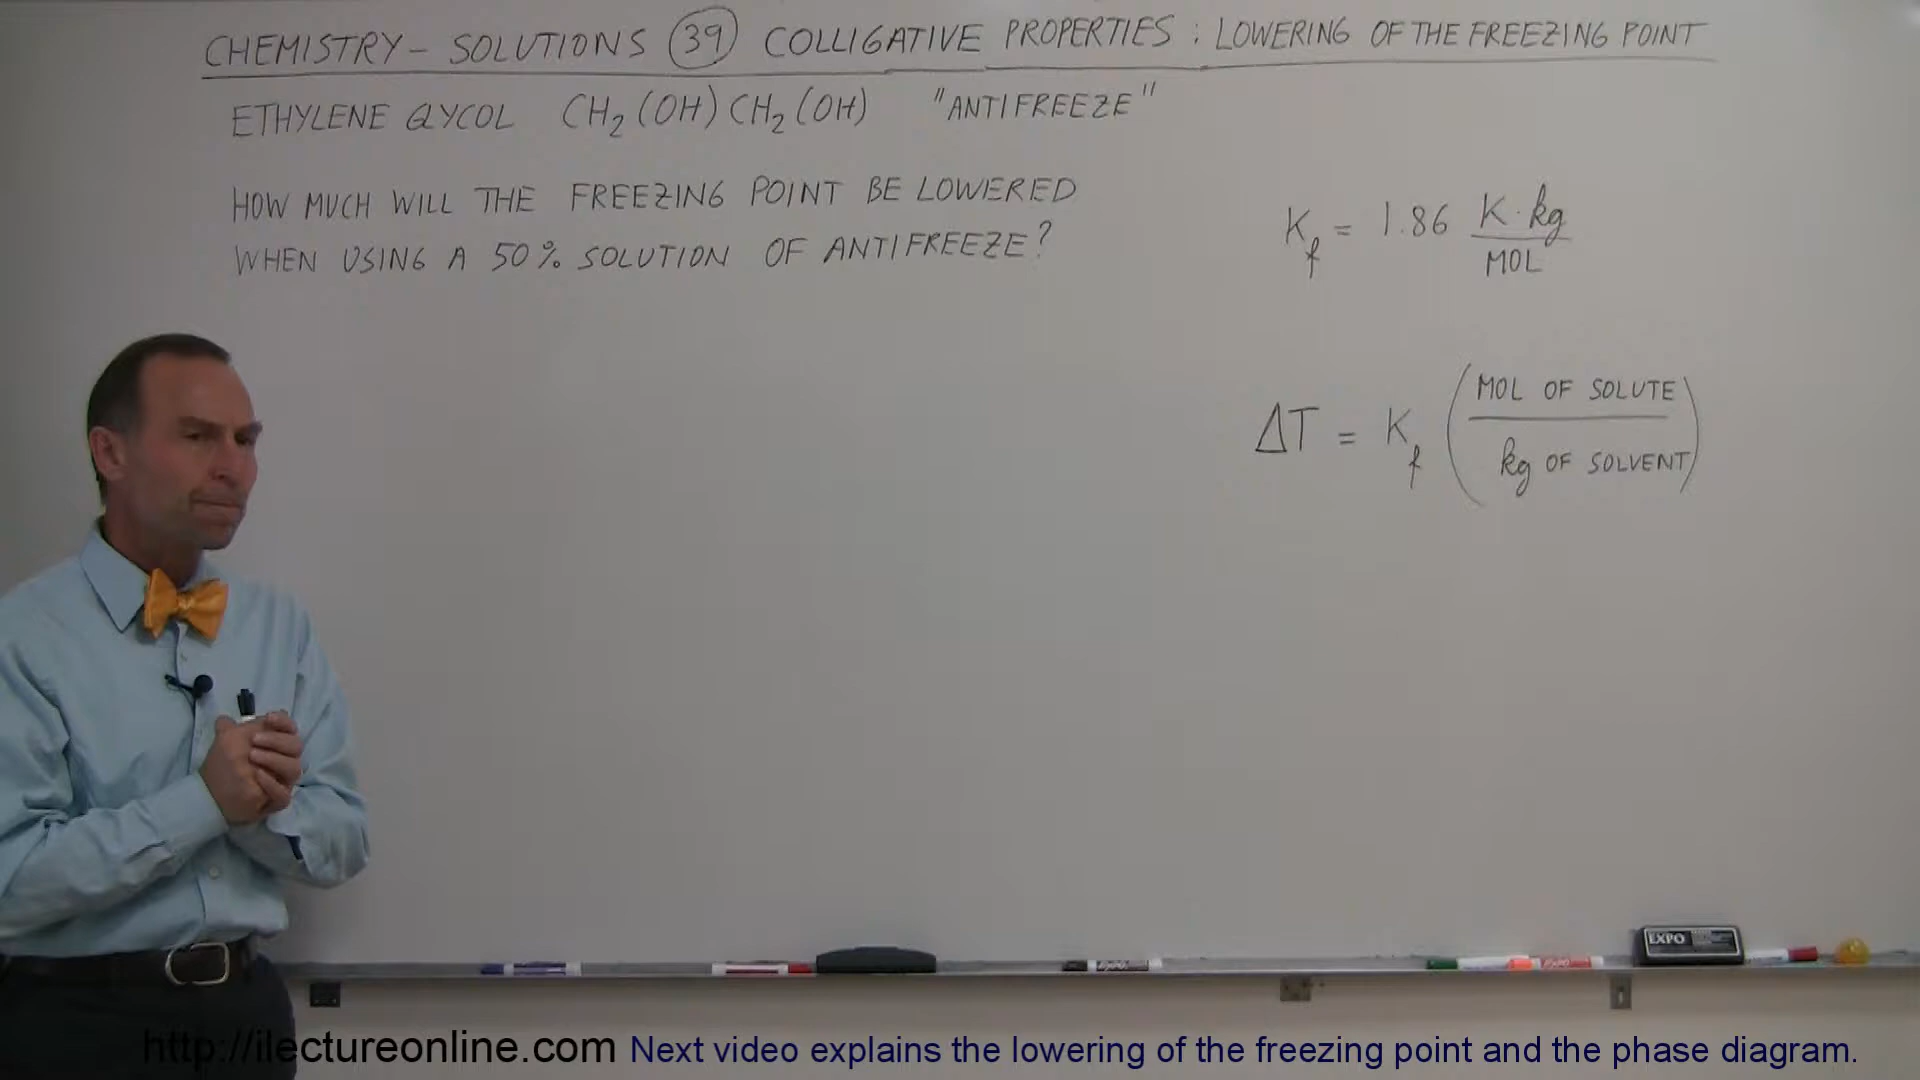 CHEMISTRY – SOLUTIONS 39 COLLIGATIVE PROPERTIES : LOWERING OF THE FREEZING POINT
ETHYLENE GLYCOL CH₂(OH)CH₂(OH) "ANTIFREEZE"
HOW MUCH WILL THE FREEZING POINT BE LOWERED
WHEN USING A 50% SOLUTION OF ANTIFREEZE?
K_f = 1.86 K·kg / MOL
ΔT = K_f (MOL OF SOLUTE / kg OF SOLVENT)
EXPO
EXPO
http://ilectureonline.com Next video explains the lowering of the freezing point and the phase diagram.